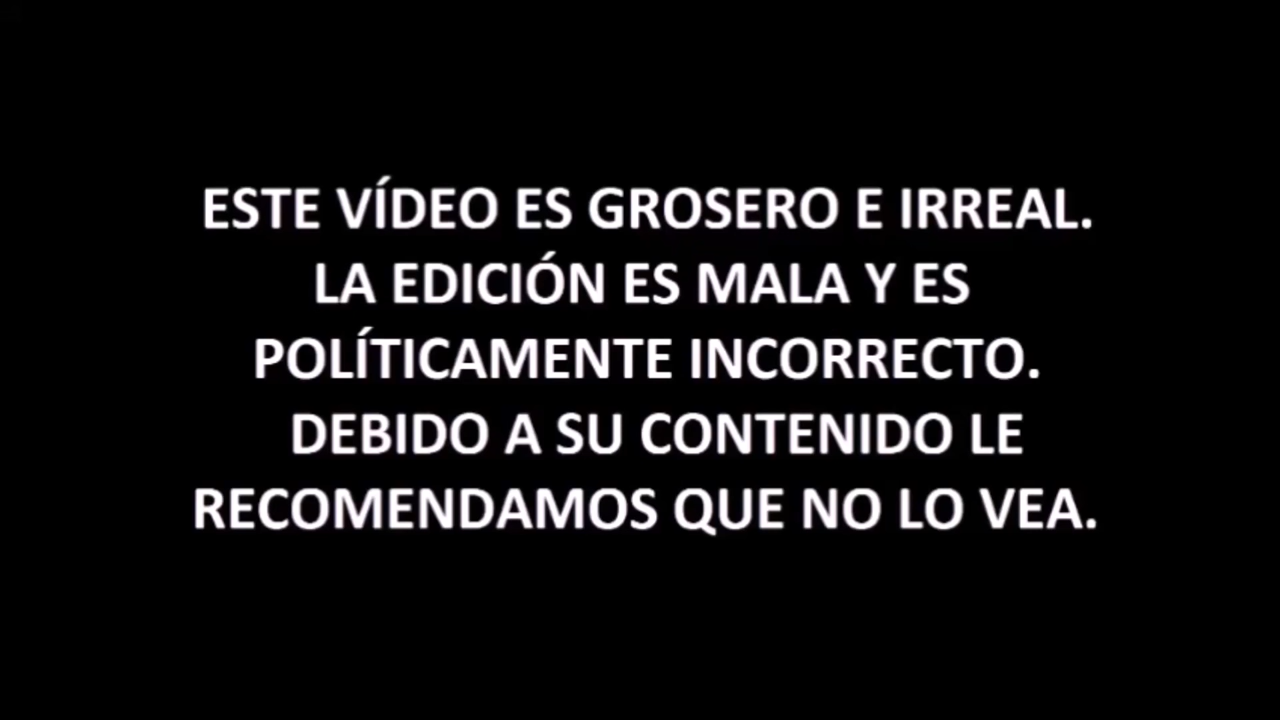 ESTE VÍDEO ES GROSERO E IRREAL.
LA EDICIÓN ES MALA Y ES
POLÍTICAMENTE INCORRECTO.
DEBIDO A SU CONTENIDO LE
RECOMENDAMOS QUE NO LO VEA.